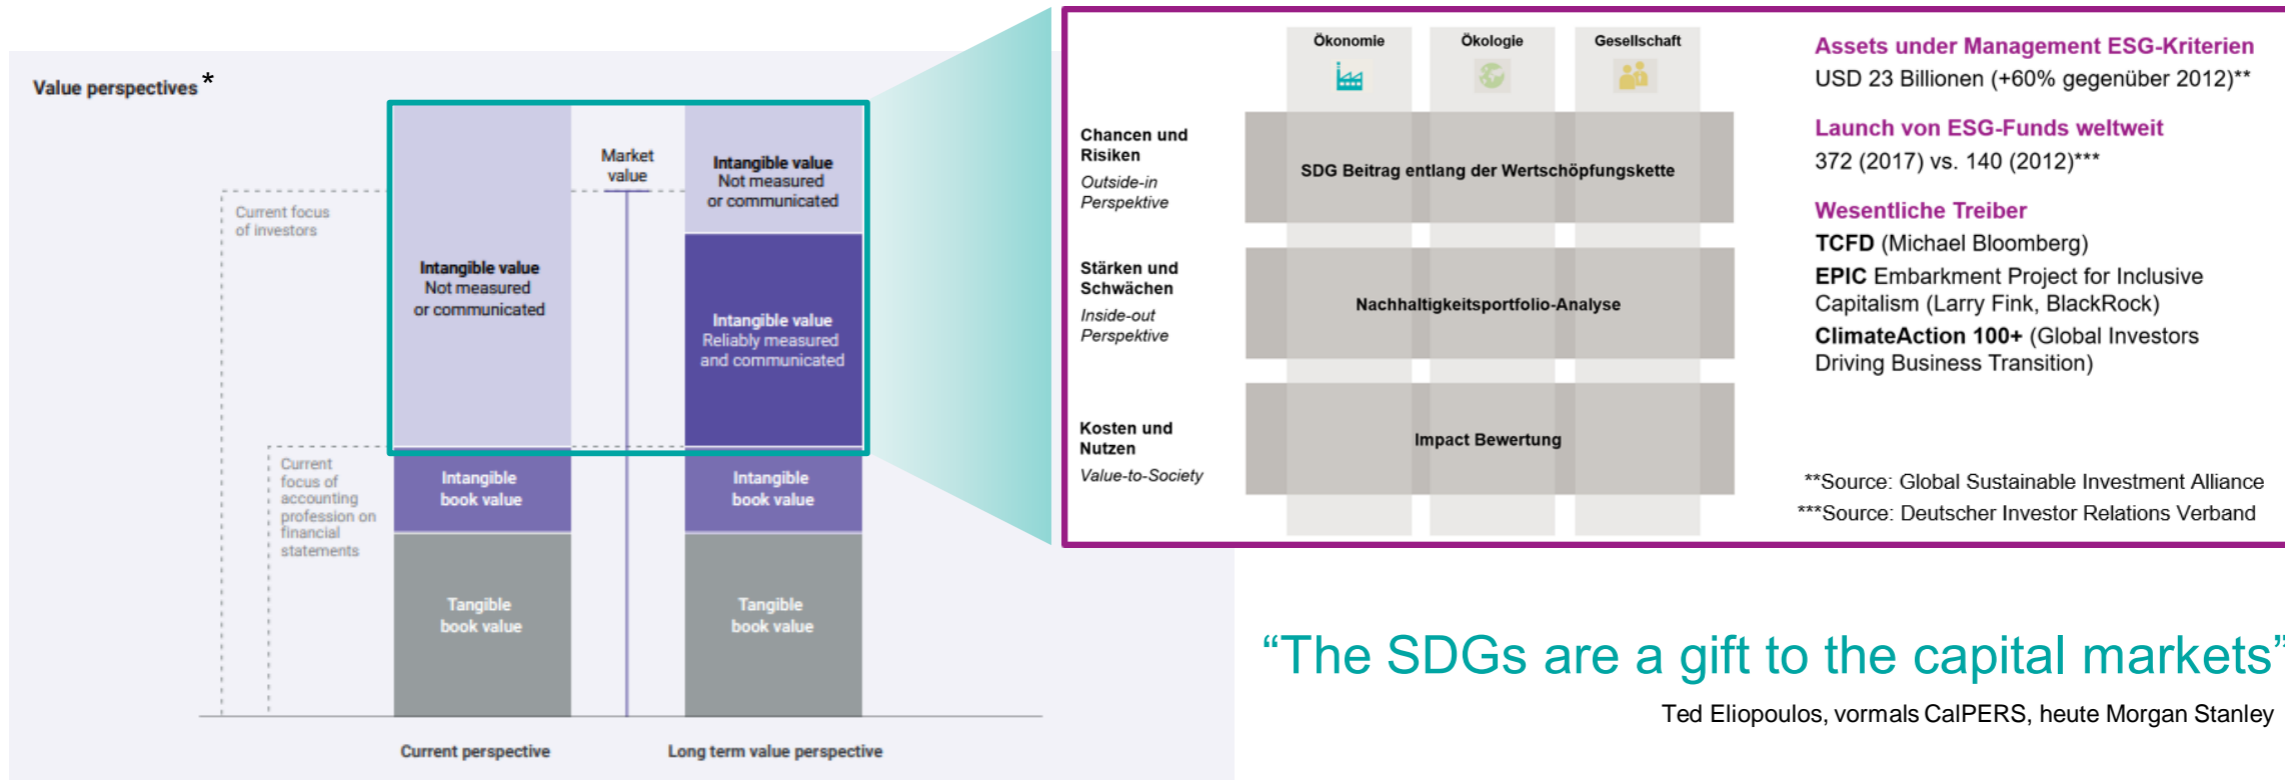 Value perspectives *
Market
value
Current focus
of investors
Intangible value
Not measured
or communicated
Intangible value
Not measured
or communicated
Intangible value
Reliably measured
and communicated
Current
focus of
accounting
profession on
financial
statements
Intangible
book value
Intangible
book value
Tangible
book value
Tangible
book value
Current perspective
Long term value perspective
Ökonomie
Ökologie
Gesellschaft
Chancen und
Risiken
Outside-in
Perspektive
SDG Beitrag entlang der Wertschöpfungskette
Stärken und
Schwächen
Inside-out
Perspektive
Nachhaltigkeitsportfolio-Analyse
Kosten und
Nutzen
Value-to-Society
Impact Bewertung
Assets under Management ESG-Kriterien
USD 23 Billionen (+60% gegenüber 2012)**
Launch von ESG-Funds weltweit
372 (2017) vs. 140 (2012)***
Wesentliche Treiber
TCFD (Michael Bloomberg)
EPIC Embarkment Project for Inclusive
Capitalism (Larry Fink, BlackRock)
ClimateAction 100+ (Global Investors
Driving Business Transition)
**Source: Global Sustainable Investment Alliance
***Source: Deutscher Investor Relations Verband
“The SDGs are a gift to the capital markets”
Ted Eliopoulos, vormals CalPERS, heute Morgan Stanley